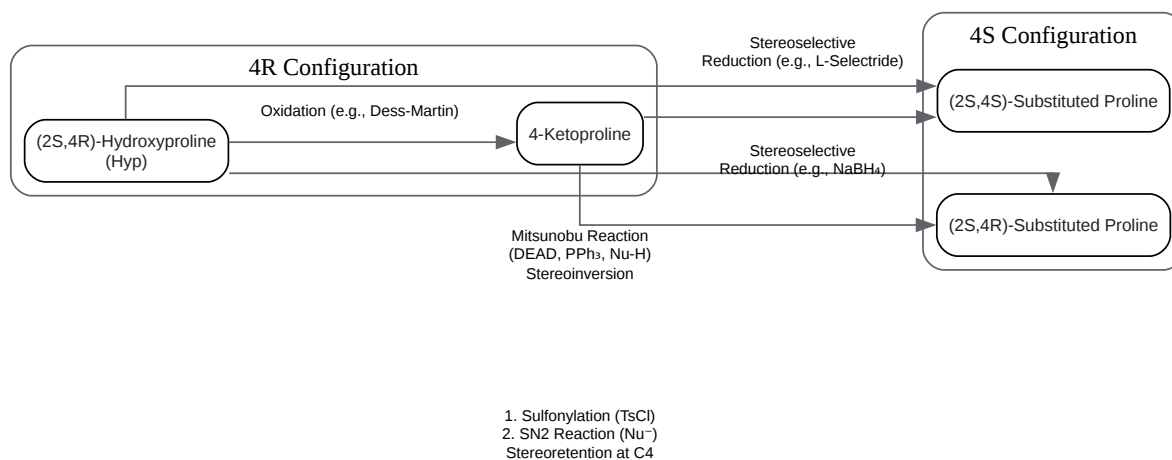 4R Configuration
4S Configuration
Stereoselective
Reduction (e.g., L-Selectride)
(2S,4S)-Substituted Proline
Oxidation (e.g., Dess-Martin)
4-Ketoproline
(2S,4R)-Hydroxyproline
(Hyp)
Stereoselective
Reduction (e.g., NaBH₄)
(2S,4R)-Substituted Proline
Mitsunobu Reaction
(DEAD, PPh₃, Nu-H)
Stereoinversion
1. Sulfonylation (TsCl)
2. SN2 Reaction (Nu⁻)
Stereoretention at C4